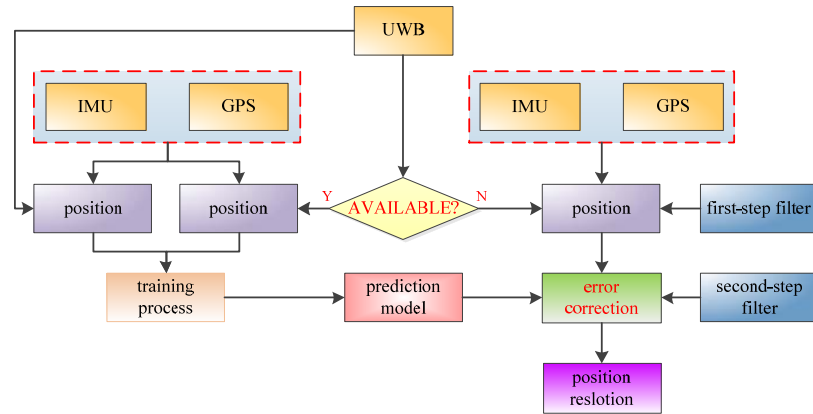 UWB
IMU
GPS
IMU
GPS
position
position
Y
AVAILABLE?
N
position
first-step filter
training
process
prediction
model
error
correction
second-step
filter
position
reslotion